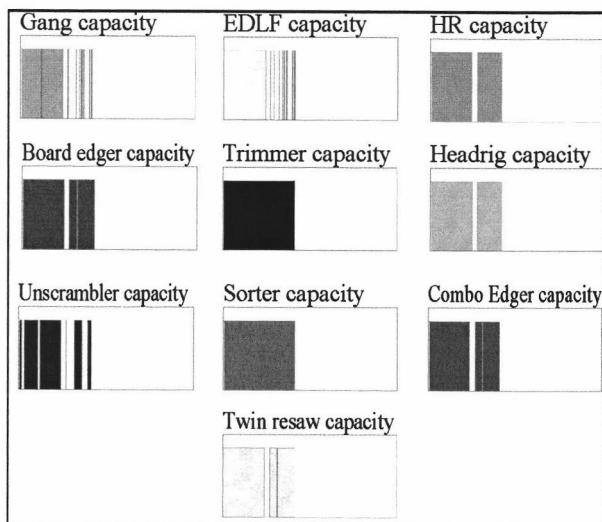 Gang capacity
EDLF capacity
HR capacity
Board edger capacity
Trimmer capacity
Headrig capacity
Unscrambler capacity
Sorter capacity
Combo Edger capacity
Twin resaw capacity